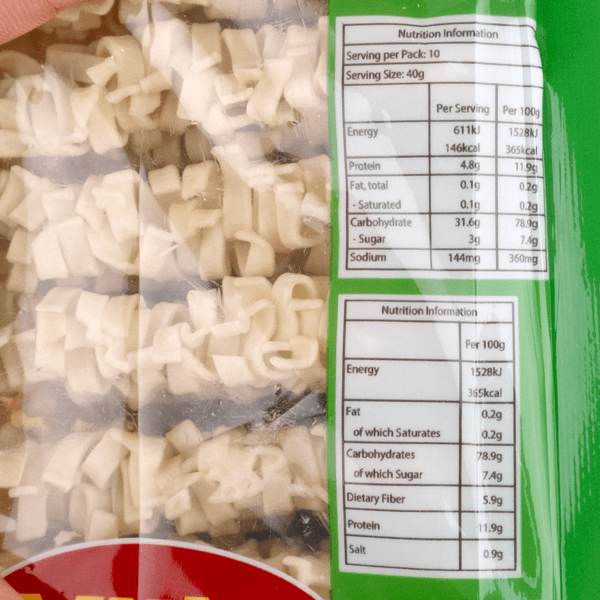 Nutrition Information
Serving per Pack: 10
Serving Size: 40g
Per Serving Per 100g
Energy 611kJ 1528kJ
146kcal 365kcal
Protein 4.8g 11.9g
Fat, total 0.1g 0.2g
- Saturated 0.1g 0.2g
Carbohydrate 31.6g 78.9g
- Sugar 3g 7.4g
Sodium 144mg 360mg
Nutrition Information
Per 100g
Energy 1528kJ
365kcal
Fat 0.2g
of which Saturates 0.2g
Carbohydrates 78.9g
of which Sugar 7.4g
Dietary Fiber 5.9g
Protein 11.9g
Salt 0.9g